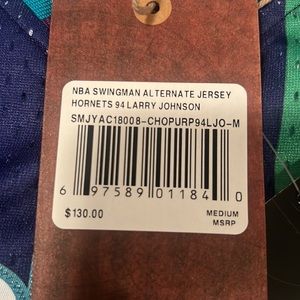 NBA SWINGMAN ALTERNATE JERSEY
HORNETS 94 LARRY JOHNSON
SMJYAC18008-CHOPURP94LJO-M
6 97589 01184 0
$130.00
MEDIUM
MSRP